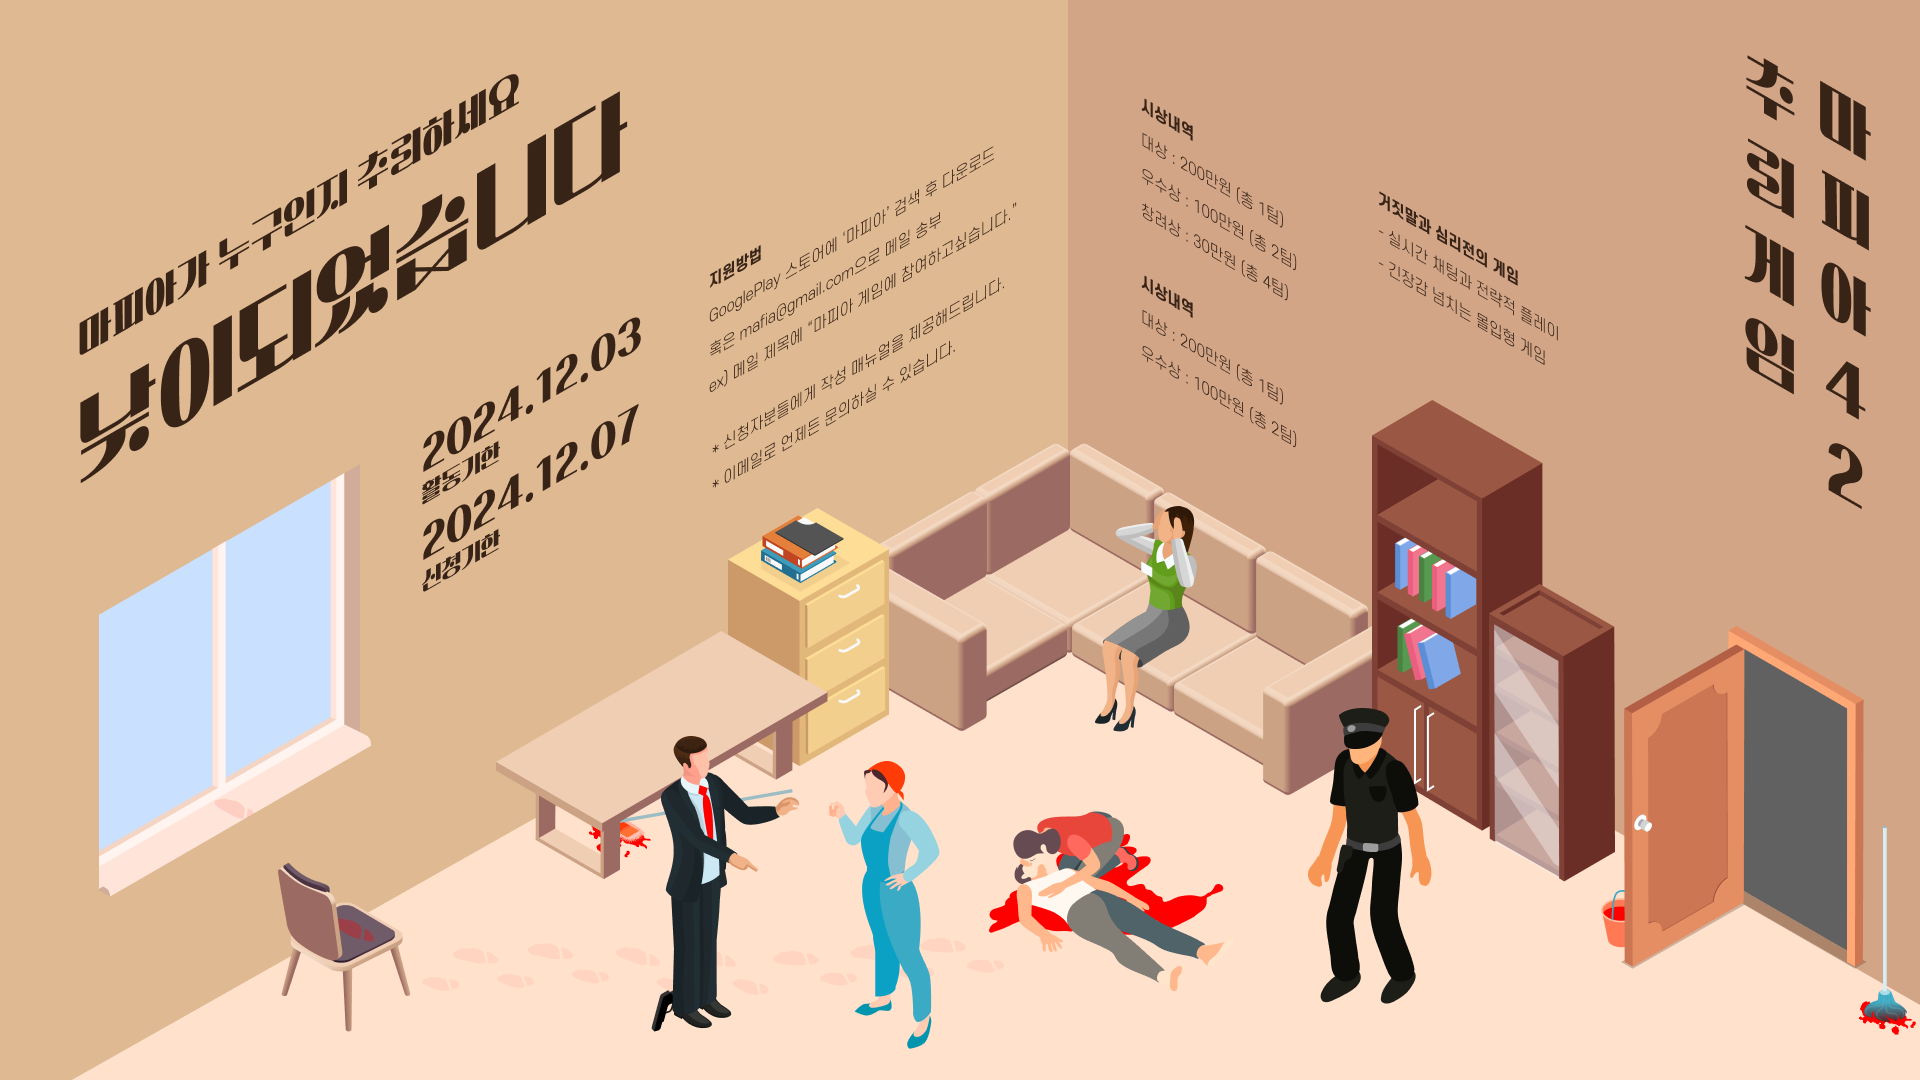 마피아가 누구인지 추림하세요
낮이되었습니다
2024.12.03
활동기한
2024.12.07
신청기한
지원방법
GooglePlay 스토어에 ‘마피아’ 검색 후 다운로드
혹은 mafia@gmail.com으로 메일 송부
ex) 메일 제목에 “마피아 게임에 참여하고싶습니다.”
* 신청자분들에게 작성 매뉴얼을 제공해드립니다.
* 이메일로 언제든 문의하실 수 있습니다.
시상내역
대상 : 200만원 (총 1팀)
우수상 : 100만원 (총 2팀)
창려상 : 30만원 (총 4팀)
시상내역
대상 : 200만원 (총 1팀)
우수상 : 100만원 (총 2팀)
거짓말과 심리전의 게임
- 실시간 채팅과 전략적 플레이
- 긴장감 넘치는 몰입형 게임
마피아42
추림게임